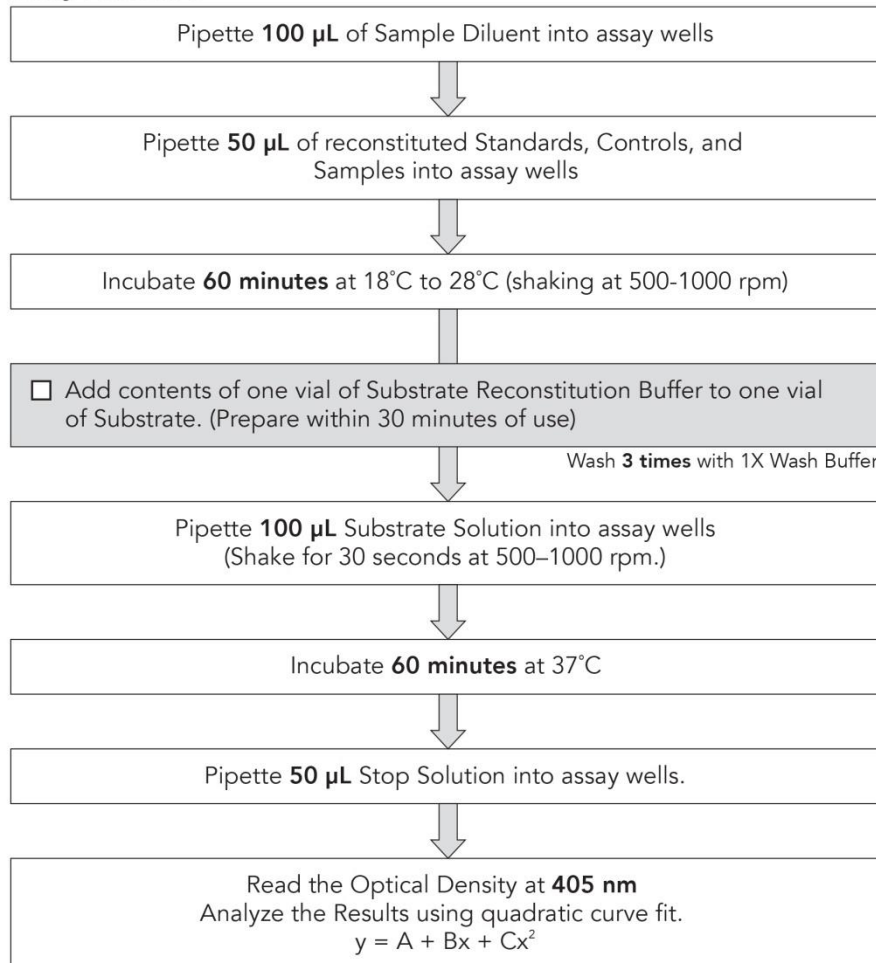 Pipette 100 µL of Sample Diluent into assay wells
Pipette 50 µL of reconstituted Standards, Controls, and
Samples into assay wells
Incubate 60 minutes at 18˚C to 28˚C (shaking at 500-1000 rpm)
Add contents of one vial of Substrate Reconstitution Buffer to one vial
of Substrate. (Prepare within 30 minutes of use)
Wash 3 times with 1X Wash Buffer
Pipette 100 µL Substrate Solution into assay wells
(Shake for 30 seconds at 500–1000 rpm.)
Incubate 60 minutes at 37˚C
Pipette 50 µL Stop Solution into assay wells.
Read the Optical Density at 405 nm
Analyze the Results using quadratic curve fit.
y = A + Bx + Cx²